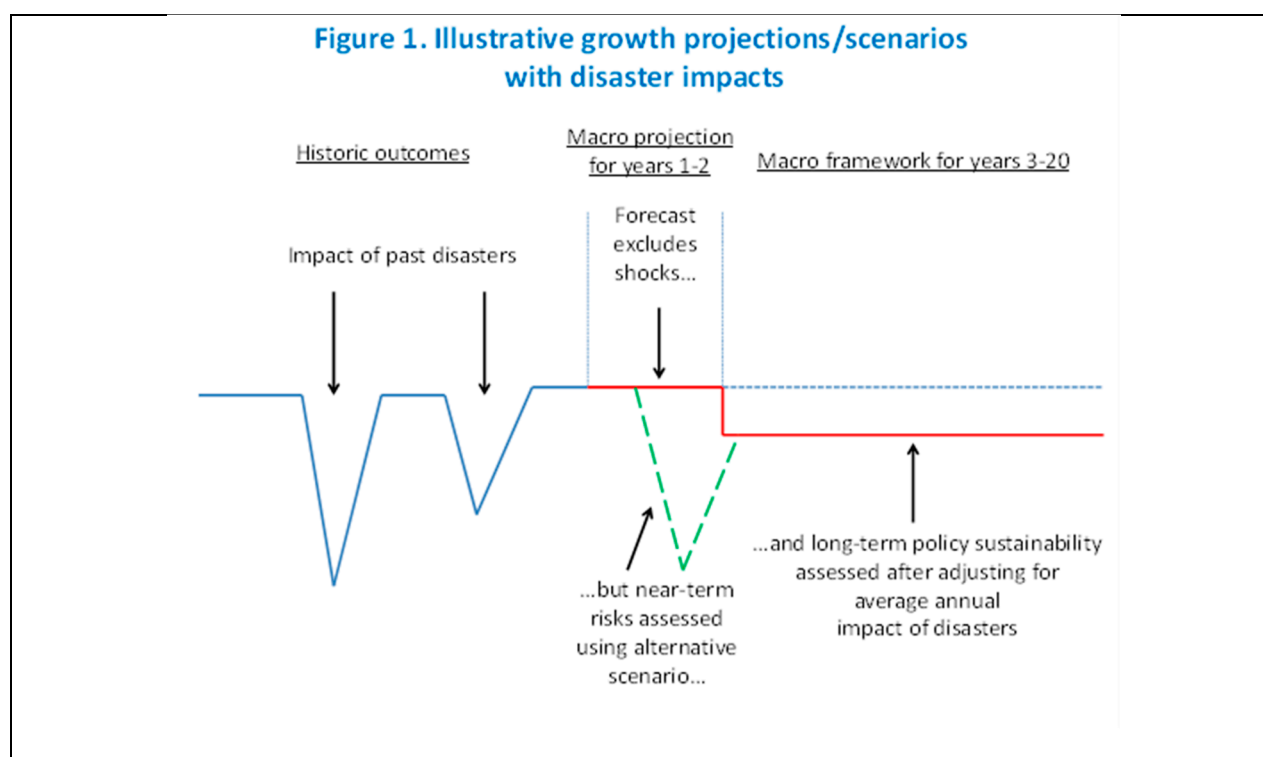 Figure 1. Illustrative growth projections/scenarios
with disaster impacts
Historic outcomes
Macro projection
for years 1-2
Macro framework for years 3-20
Impact of past disasters
Forecast
excludes
shocks...
...but near-term
risks assessed
using alternative
scenario...
...and long-term policy sustainability
assessed after adjusting for
average annual
impact of disasters